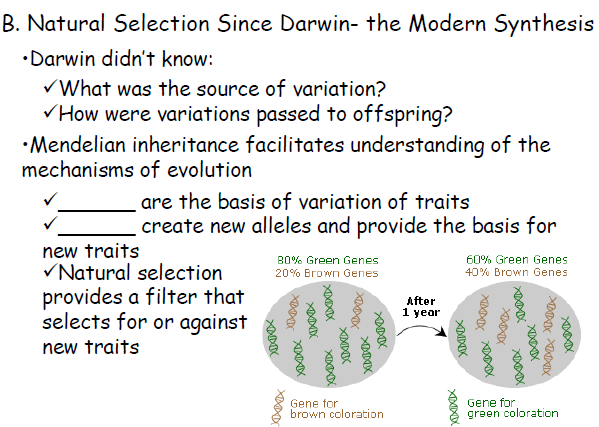 B. Natural Selection Since Darwin- the Modern Synthesis
•Darwin didn't know:
✓What was the source of variation?
✓How were variations passed to offspring?
•Mendelian inheritance facilitates understanding of the
mechanisms of evolution
✓_______ are the basis of variation of traits
✓_______ create new alleles and provide the basis for
new traits
✓Natural selection
provides a filter that
selects for or against
new traits
80% Green Genes
20% Brown Genes
After
1 year
60% Green Genes
40% Brown Genes
Gene for
brown coloration
Gene for
green coloration